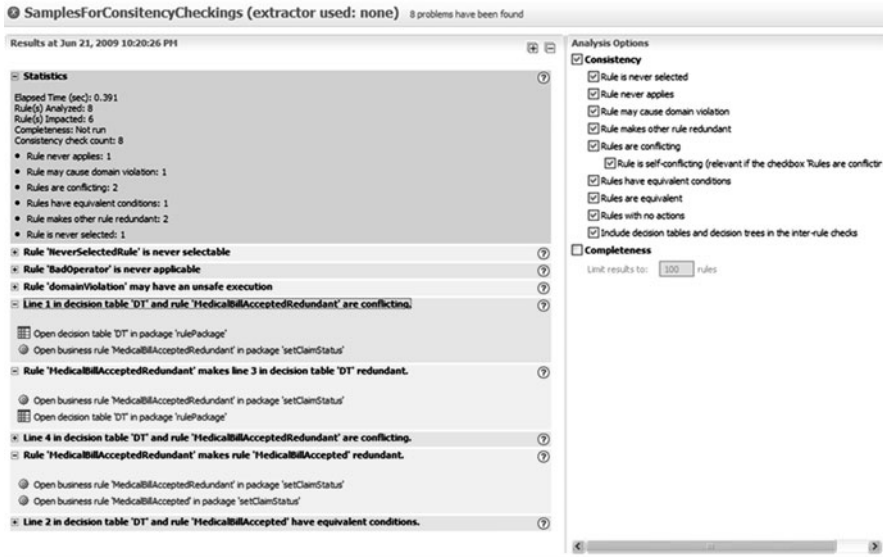 SamplesForConsitencyCheckings (extractor used: none) 8 problems have been found
Results at Jun 21, 2009 10:20:26 PM
Statistics
Elapsed Time (sec): 0.391
Rule(s) Analyzed: 8
Rule(s) Impacted: 6
Completeness: Not run
Consistency check count: 8
• Rule never applies: 1
• Rule may cause domain violation: 1
• Rules are conflicting: 2
• Rules have equivalent conditions: 1
• Rule makes other rule redundant: 2
• Rule is never selected: 1
Rule 'NeverSelectedRule' is never selectable
Rule 'BadOperator' is never applicable
Rule 'domainViolation' may have an unsafe execution
Line 1 in decision table 'DT' and rule 'MedicalBillAcceptedRedundant' are conflicting.
Open decision table 'DT' in package 'rulePackage'
Open business rule 'MedicalBillAcceptedRedundant' in package 'setClaimStatus'
Rule 'MedicalBillAcceptedRedundant' makes line 3 in decision table 'DT' redundant.
Open business rule 'MedicalBillAcceptedRedundant' in package 'setClaimStatus'
Open decision table 'DT' in package 'rulePackage'
Line 4 in decision table 'DT' and rule 'MedicalBillAcceptedRedundant' are conflicting.
Rule 'MedicalBillAcceptedRedundant' makes rule 'MedicalBillAccepted' redundant.
Open business rule 'MedicalBillAcceptedRedundant' in package 'setClaimStatus'
Open business rule 'MedicalBillAccepted' in package 'setClaimStatus'
Line 2 in decision table 'DT' and rule 'MedicalBillAccepted' have equivalent conditions.
Analysis Options
Consistency
Rule is never selected
Rule never applies
Rule may cause domain violation
Rule makes other rule redundant
Rules are conflicting
Rule is self-conflicting (relevant if the checkbox 'Rules are conflictir
Rules have equivalent conditions
Rules are equivalent
Rules with no actions
Include decision tables and decision trees in the inter-rule checks
Completeness
Limit results to: 100 rules